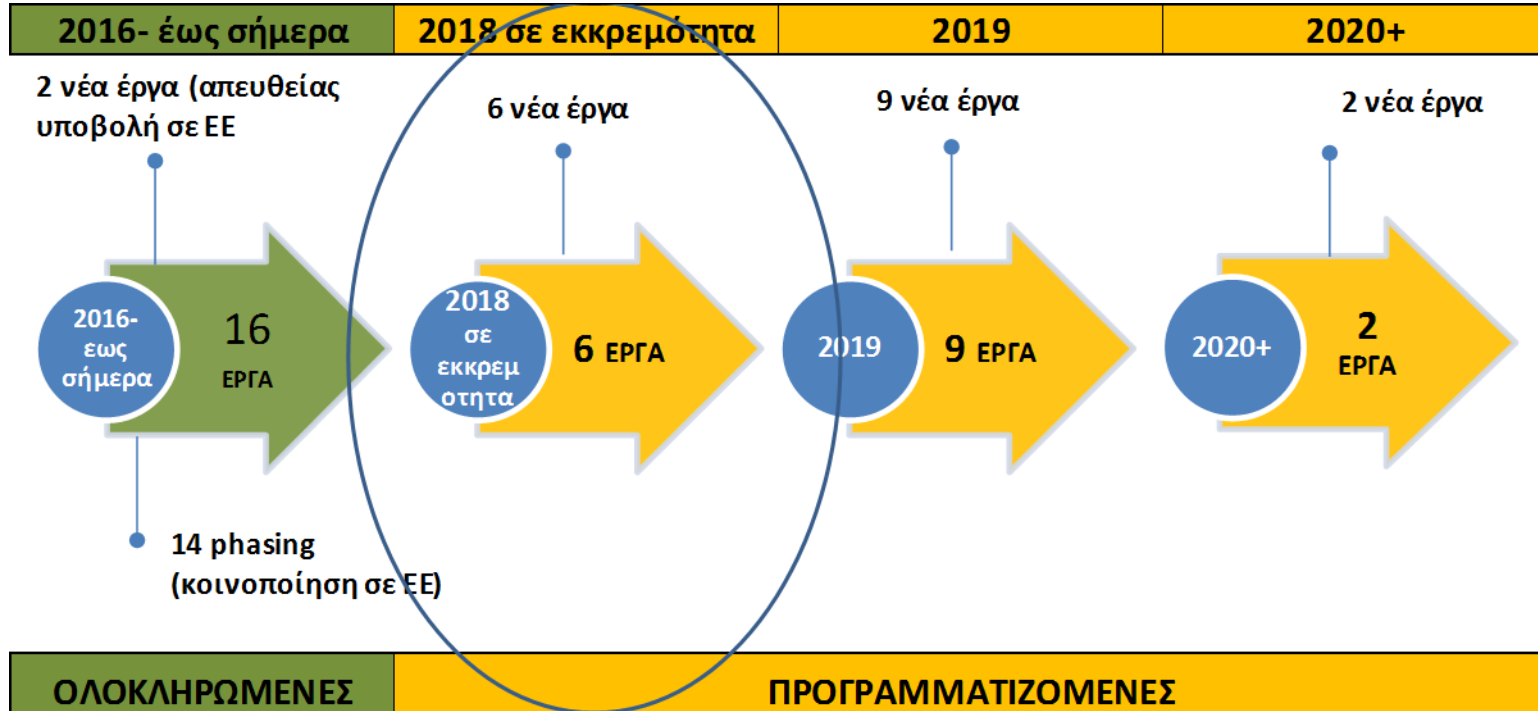 2016- έως σήμερα
2018 σε εκκρεμότητα
2019
2020+
2 νέα έργα (απευθείας
υποβολή σε ΕΕ
6 νέα έργα
9 νέα έργα
2 νέα έργα
2016-
εως
σήμερα
16
ΕΡΓΑ
2018
σε
εκκρεμ
οτητα
6 ΕΡΓΑ
2019
9 ΕΡΓΑ
2020+
2
ΕΡΓΑ
14 phasing
(κοινοποίηση σε ΕΕ)
ΟΛΟΚΛΗΡΩΜΕΝΕΣ
ΠΡΟΓΡΑΜΜΑΤΙΖΟΜΕΝΕΣ